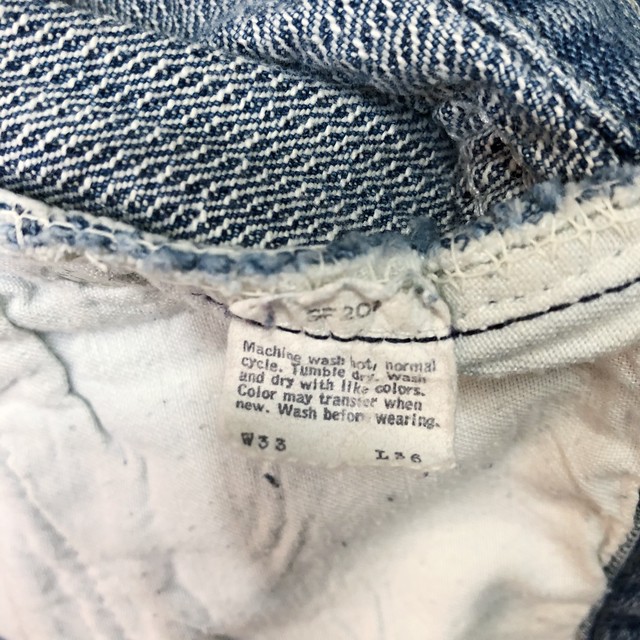 Machine wash hot, normal
cycle. Tumble dry. wash
and dry with like colors.
Color may transfer when
new. Wash before wearing.
W33 L36